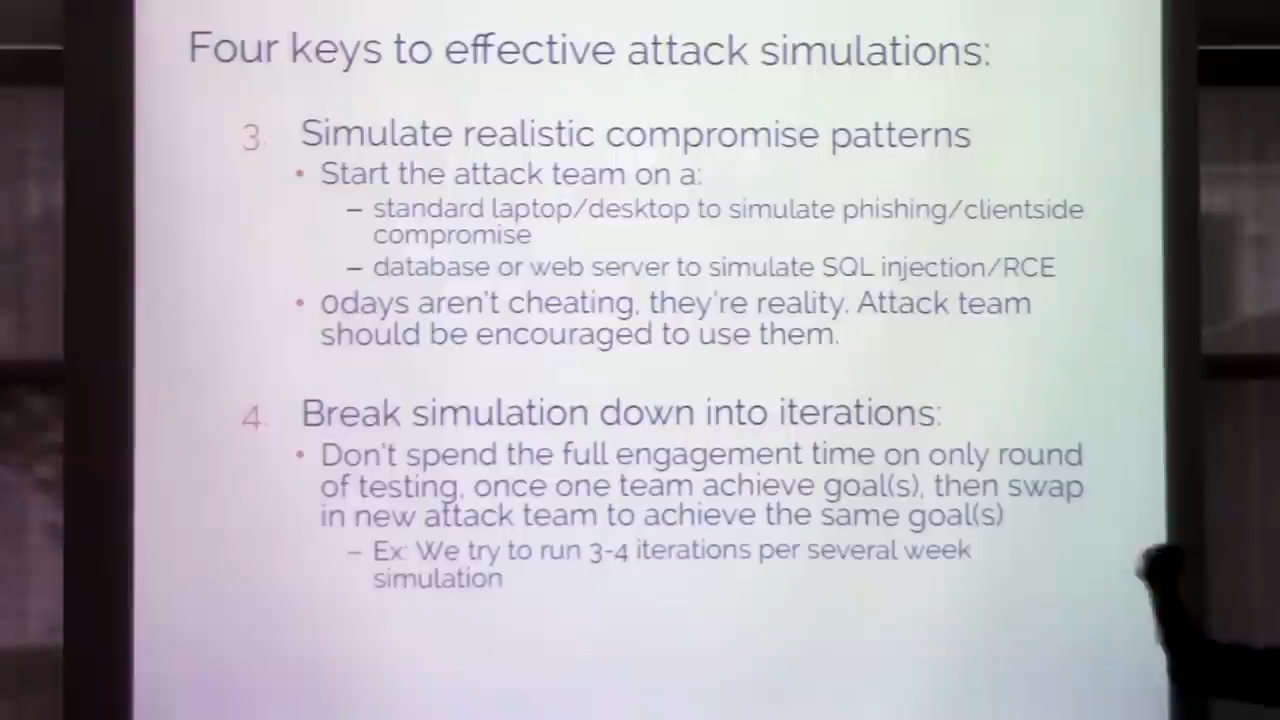 Four keys to effective attack simulations:
3. Simulate realistic compromise patterns
• Start the attack team on a:
– standard laptop/desktop to simulate phishing/clientside
compromise
– database or web server to simulate SQL injection/RCE
• 0days aren't cheating, they're reality. Attack team
should be encouraged to use them.
4. Break simulation down into iterations:
• Don't spend the full engagement time on only round
of testing, once one team achieve goal(s), then swap
in new attack team to achieve the same goal(s)
– Ex: We try to run 3-4 iterations per several week
simulation